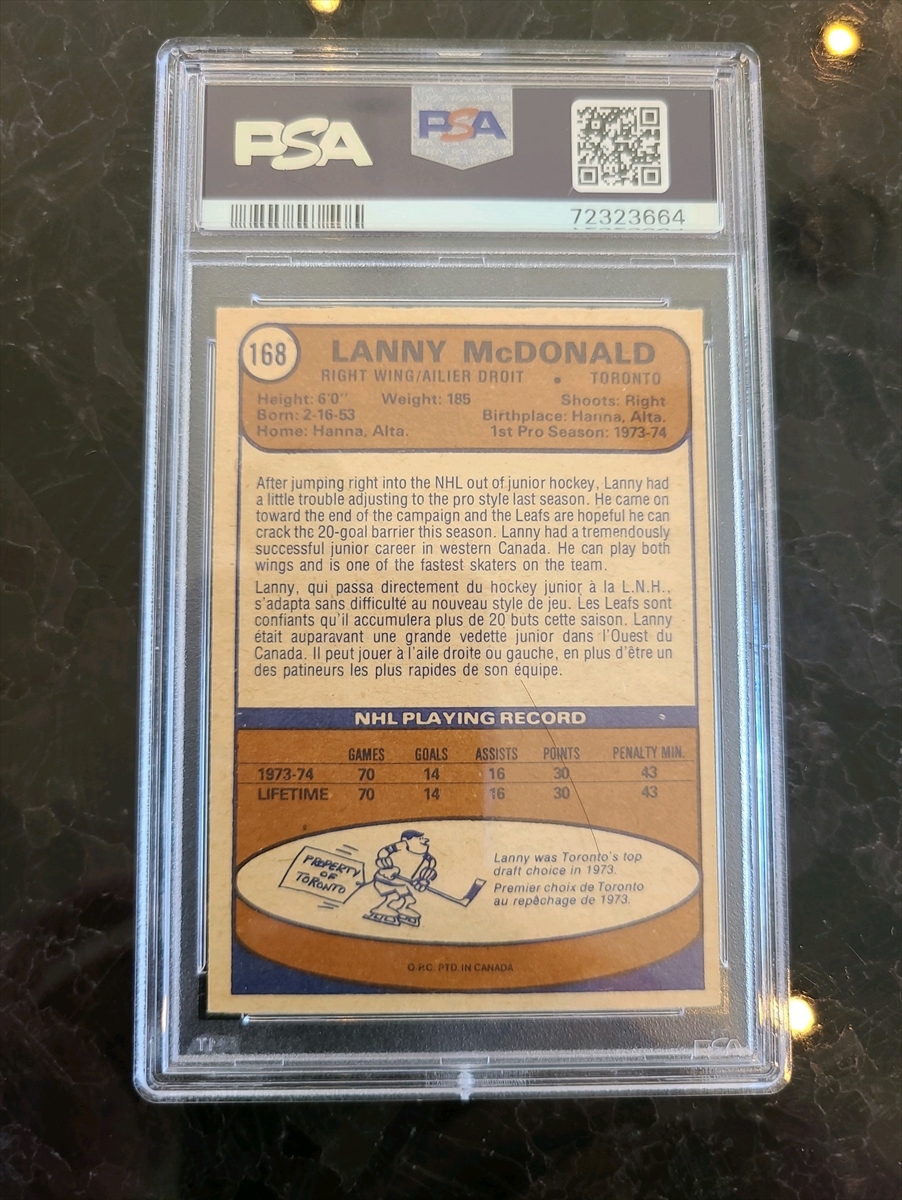 PSA PSA
72323664
168 LANNY McDONALD
RIGHT WING/AILIER DROIT • TORONTO
Height: 6'0" Weight: 185 Shoots: Right
Born: 2-16-53 Birthplace: Hanna, Alta.
Home: Hanna, Alta. 1st Pro Season: 1973-74
After jumping right into the NHL out of junior hockey, Lanny had
a little trouble adjusting to the pro style last season. He came on
toward the end of the campaign and the Leafs are hopeful he can
crack the 20-goal barrier this season. Lanny had a tremendously
successful junior career in western Canada. He can play both
wings and is one of the fastest skaters on the team.
Lanny, qui passa directement du hockey junior à la L.N.H.,
s'adapta sans difficulté au nouveau style de jeu. Les Leafs sont
confiants qu'il accumulera plus de 20 buts cette saison. Lanny
était auparavant une grande vedette junior dans l'Ouest du
Canada. Il peut jouer à l'aile droite ou gauche, en plus d'être un
des patineurs les plus rapides de son équipe.
NHL PLAYING RECORD
GAMES GOALS ASSISTS POINTS PENALTY MIN.
1973-74 70 14 16 30 43
LIFETIME 70 14 16 30 43
PROPERTY
OF
TORONTO
Lanny was Toronto's top
draft choice in 1973.
Premier choix de Toronto
au repêchage de 1973.
O.P.C. PTD. IN CANADA
PSA